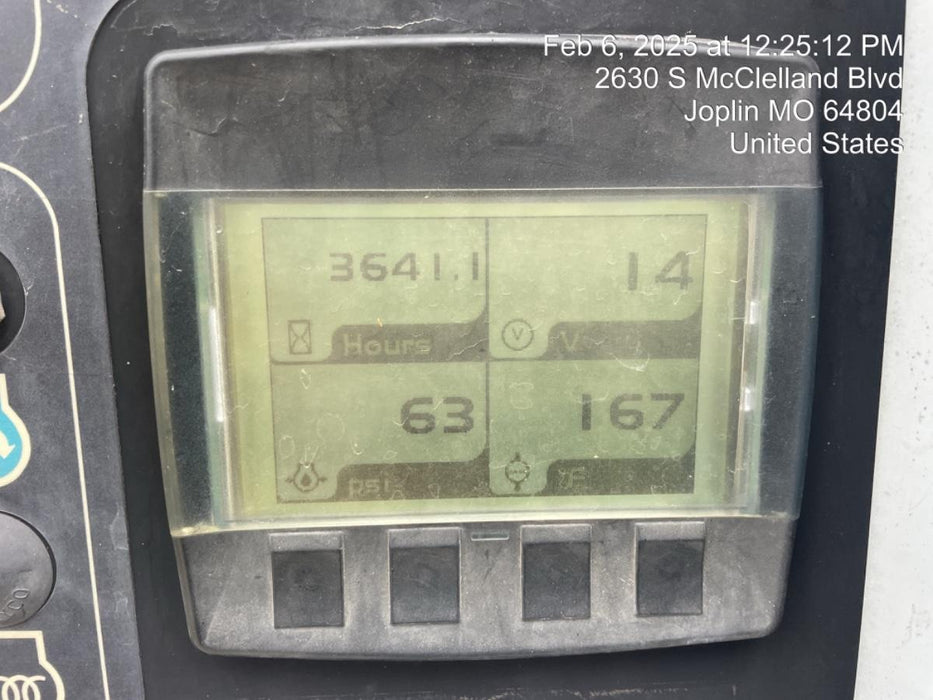 Feb 6, 2025 at 12:25:12 PM
2630 S McClelland Blvd
Joplin MO 64804
United States
3641.1
Hours
14
V
V
63
psi
167
°F